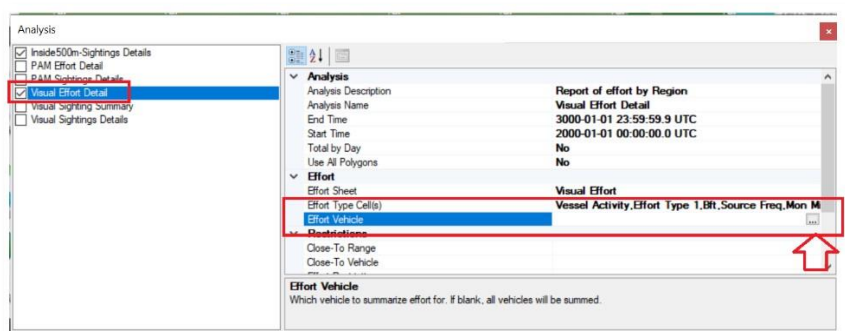 Analysis
Inside500m-Sightings Details
PAM Effort Detail
PAM Sightings Details
Visual Effort Detail
Visual Sighting Summary
Visual Sightings Details
Analysis
Analysis Description Report of effort by Region
Analysis Name Visual Effort Detail
End Time 3000-01-01 23:59:59.9 UTC
Start Time 2000-01-01 00:00:00.0 UTC
Total by Day No
Use All Polygons No
Effort
Effort Sheet Visual Effort
Effort Type Cell(s) Vessel Activity,Effort Type 1,Bft,Source Freq,Mon Mi
Effort Vehicle ...
Restrictions
Close-To Range
Close-To Vehicle
Effort Vehicle
Which vehicle to summarize effort for. If blank, all vehicles will be summed.